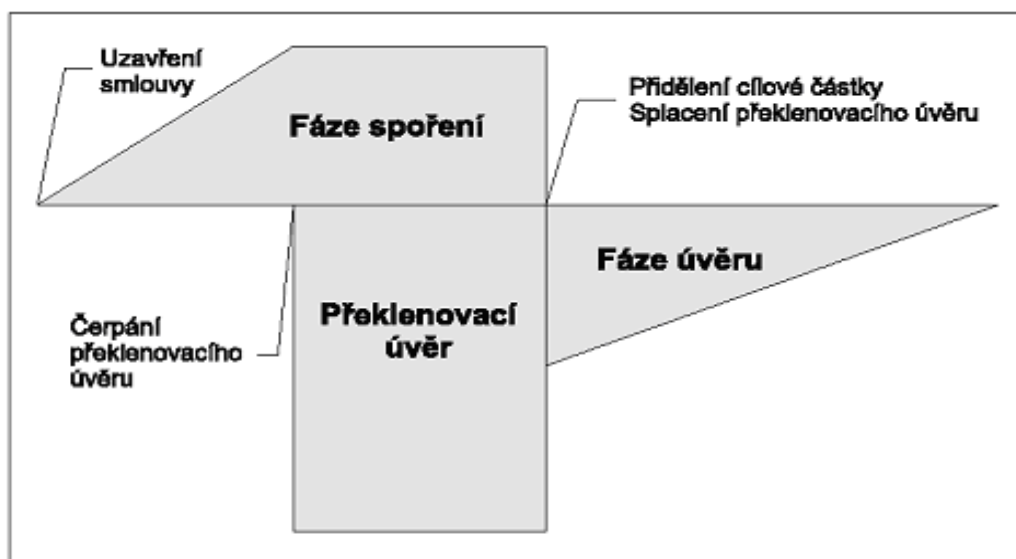 Uzavření
smlouvy
Fáze spoření
Přidělení cílové částky
Splacení překlenovacího úvěru
Fáze úvěru
Překlenovací
úvěr
Čerpání
překlenovacího
úvěru